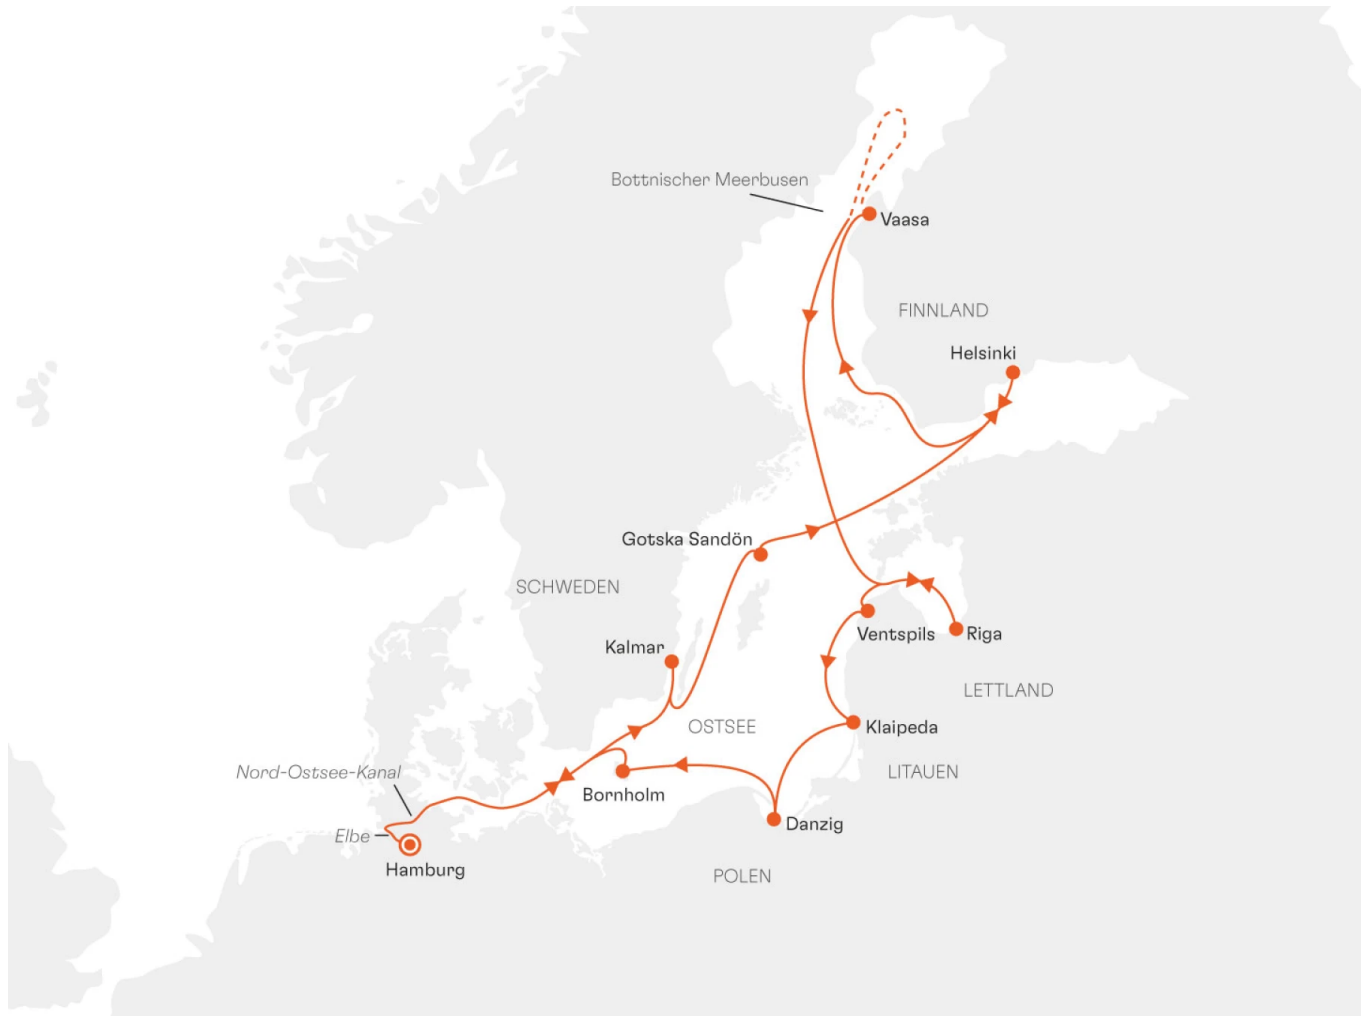 Bottnischer Meerbusen
Vaasa
FINNLAND
Helsinki
Gotska Sandön
SCHWEDEN
Kalmar
Ventspils
Riga
LETTLAND
OSTSEE
Klaipeda
Nord-Ostsee-Kanal
LITAUEN
Bornholm
Danzig
Elbe
Hamburg
POLEN